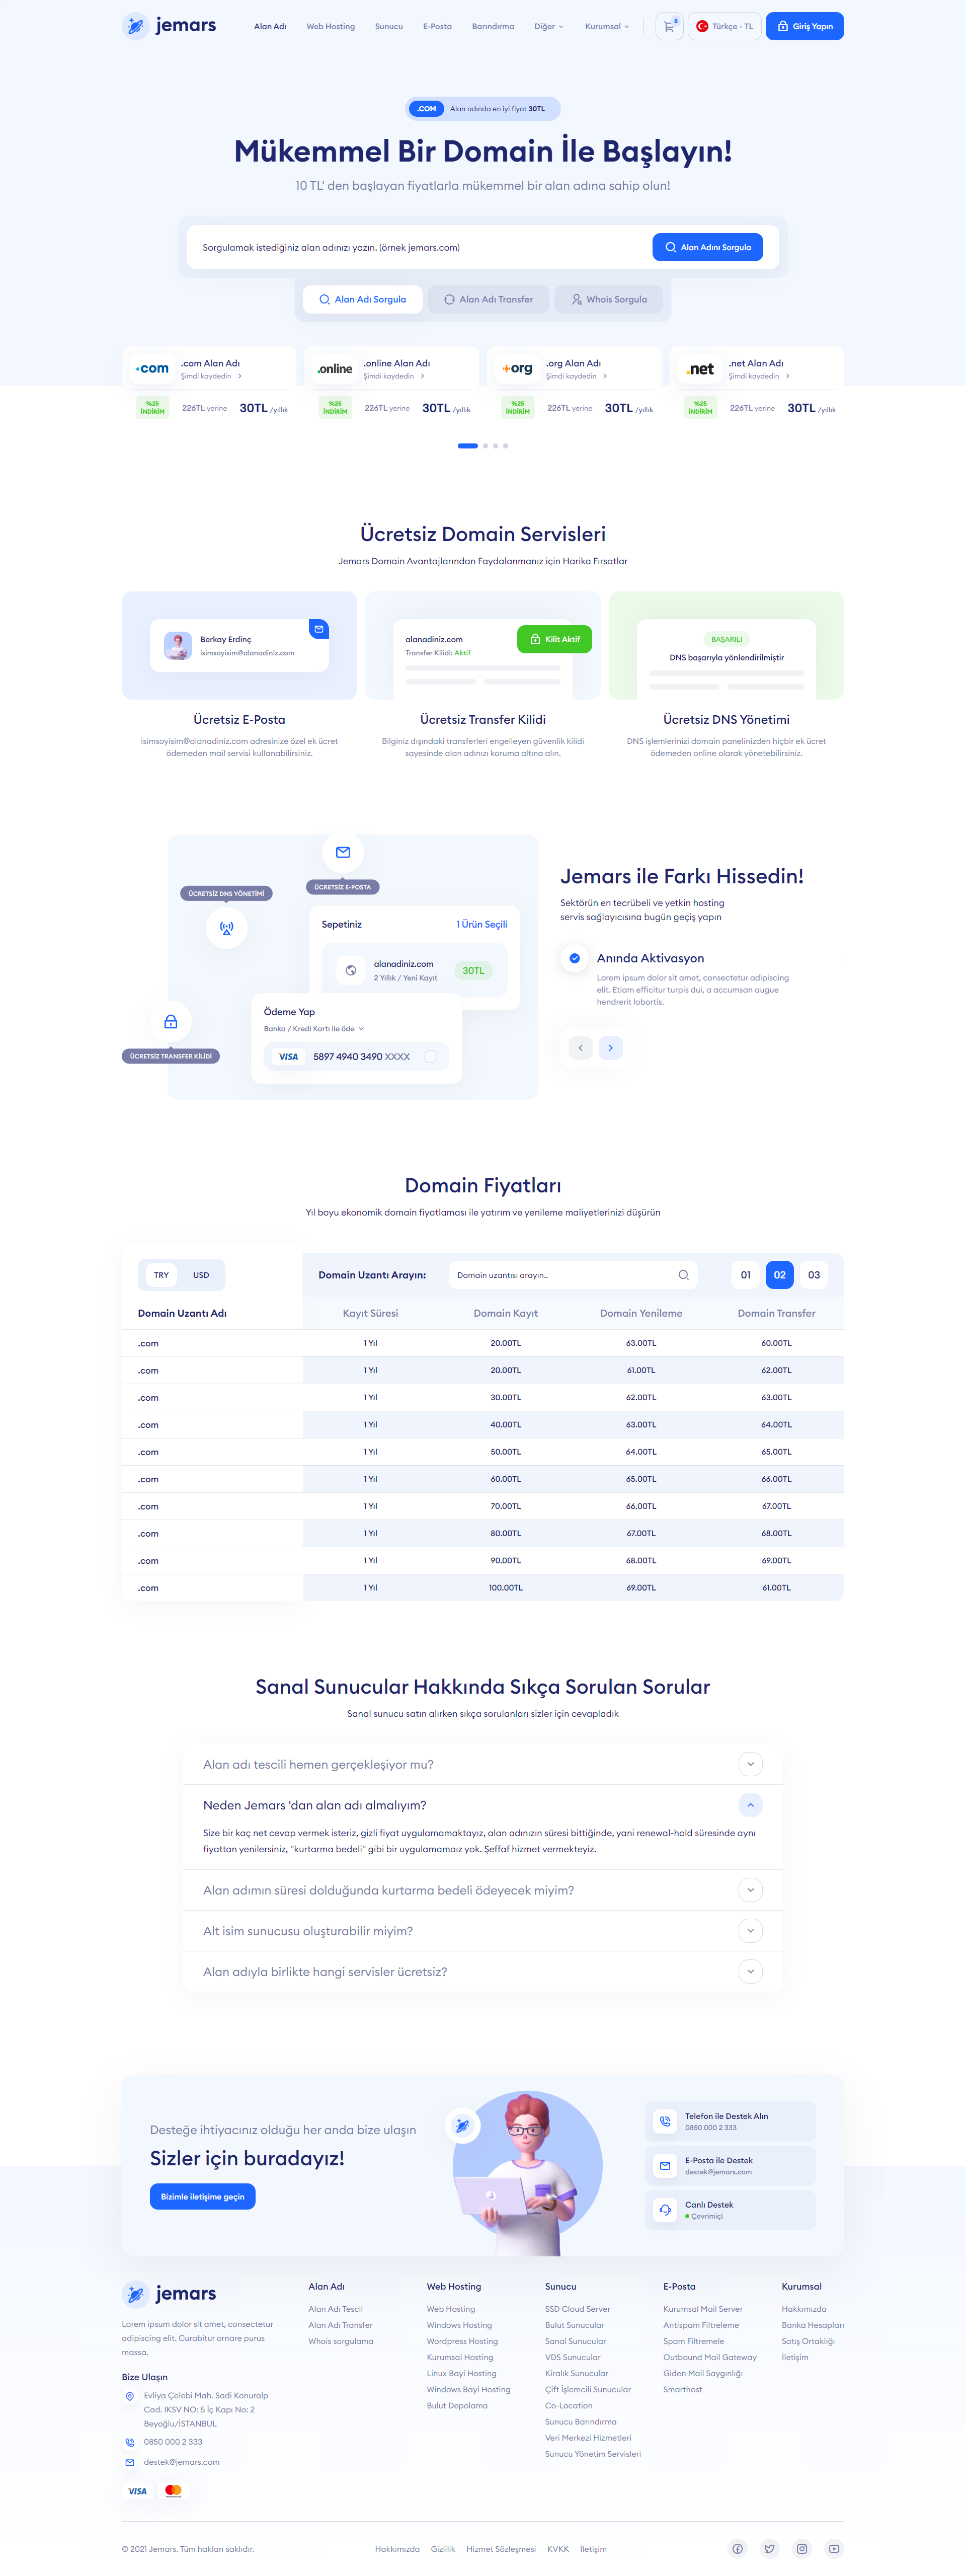 jemars
Alan Adı Web Hosting Sunucu E-Posta Barındırma Diğer Kurumsal 8 Türkçe - TL Giriş Yapın
.COM Alan adında en iyi fiyat 30TL
Mükemmel Bir Domain İle Başlayın!
10 TL' den başlayan fiyatlarla mükemmel bir alan adına sahip olun!
Sorgulamak istediğiniz alan adınızı yazın. (örnek jemars.com) Alan Adını Sorgula
Alan Adı Sorgula Alan Adı Transfer Whois Sorgula
.com .com Alan Adı
Şimdi kaydedin
%25 İNDİRİM 226TL yerine 30TL /yıllık
.online .online Alan Adı
Şimdi kaydedin
%25 İNDİRİM 226TL yerine 30TL /yıllık
org .org Alan Adı
Şimdi kaydedin
%25 İNDİRİM 226TL yerine 30TL /yıllık
.net .net Alan Adı
Şimdi kaydedin
%25 İNDİRİM 226TL yerine 30TL /yıllık
Ücretsiz Domain Servisleri
Jemars Domain Avantajlarından Faydalanmanız için Harika Fırsatlar
Berkay Erdinç
isimsoyisim@alanadiniz.com
Ücretsiz E-Posta
isimsoyisim@alanadiniz.com adresinize özel ek ücret
ödemeden mail servisi kullanabilirsiniz.
alanadiniz.com
Transfer Kilidi: Aktif
Kilit Aktif
Ücretsiz Transfer Kilidi
Bilginiz dışındaki transferleri engelleyen güvenlik kilidi
sayesinde alan adınızı koruma altına alın.
BAŞARILI
DNS başarıyla yönlendirilmiştir
Ücretsiz DNS Yönetimi
DNS işlemlerinizi domain panelinizden hiçbir ek ücret
ödemeden online olarak yönetebilirsiniz.
ÜCRETSİZ E-POSTA
ÜCRETSİZ DNS YÖNETİMİ
Sepetiniz 1 Ürün Seçili
alanadiniz.com
2 Yıllık / Yeni Kayıt
30TL
Ödeme Yap
Banka / Kredi Kartı ile öde
VISA 5897 4940 3490 XXXX
ÜCRETSİZ TRANSFER KİLİDİ
Jemars ile Farkı Hissedin!
Sektörün en tecrübeli ve yetkin hosting
servis sağlayıcısına bugün geçiş yapın
Anında Aktivasyon
Lorem ipsum dolor sit amet, consectetur adipiscing
elit. Etiam efficitur turpis dui, a accumsan augue
hendrerit lobortis.
Domain Fiyatları
Yıl boyu ekonomik domain fiyatlaması ile yatırım ve yenileme maliyetlerinizi düşürün
TRY USD Domain Uzantı Arayın: Domain uzantısı arayın.. 01 02 03
Domain Uzantı Adı Kayıt Süresi Domain Kayıt Domain Yenileme Domain Transfer
.com 1 Yıl 20.00TL 63.00TL 60.00TL
.com 1 Yıl 20.00TL 61.00TL 62.00TL
.com 1 Yıl 30.00TL 62.00TL 63.00TL
.com 1 Yıl 40.00TL 63.00TL 64.00TL
.com 1 Yıl 50.00TL 64.00TL 65.00TL
.com 1 Yıl 60.00TL 65.00TL 66.00TL
.com 1 Yıl 70.00TL 66.00TL 67.00TL
.com 1 Yıl 80.00TL 67.00TL 68.00TL
.com 1 Yıl 90.00TL 68.00TL 69.00TL
.com 1 Yıl 100.00TL 69.00TL 61.00TL
Sanal Sunucular Hakkında Sıkça Sorulan Sorular
Sanal sunucu satın alırken sıkça sorulanları sizler için cevapladık
Alan adı tescili hemen gerçekleşiyor mu?
Neden Jemars 'dan alan adı almalıyım?
Size bir kaç net cevap vermek isteriz, gizli fiyat uygulamamaktayız, alan adınızın süresi bittiğinde, yani renewal-hold süresinde aynı
fiyattan yenilersiniz, "kurtarma bedeli" gibi bir uygulamamaız yok. Şeffaf hizmet vermekteyiz.
Alan adımın süresi dolduğunda kurtarma bedeli ödeyecek miyim?
Alt isim sunucusu oluşturabilir miyim?
Alan adıyla birlikte hangi servisler ücretsiz?
Desteğe ihtiyacınız olduğu her anda bize ulaşın
Sizler için buradayız!
Bizimle iletişime geçin
Telefon ile Destek Alın
0850 000 2 333
E-Posta ile Destek
destek@jemars.com
Canlı Destek
Çevrimiçi
jemars
Lorem ipsum dolor sit amet, consectetur
adipiscing elit. Curabitur ornare purus
massa.
Bize Ulaşın
Evliya Çelebi Mah. Sadi Konuralp
Cad. IKSV NO: 5 İç Kapı No: 2
Beyoğlu/İSTANBUL
0850 000 2 333
destek@jemars.com
VISA
Alan Adı
Alan Adı Tescil
Alan Adı Transfer
Whois sorgulama
Web Hosting
Web Hosting
Windows Hosting
Wordpress Hosting
Kurumsal Hosting
Linux Bayi Hosting
Windows Bayi Hosting
Bulut Depolama
Sunucu
SSD Cloud Server
Bulut Sunucular
Sanal Sunucular
VDS Sunucular
Kiralık Sunucular
Çift İşlemcili Sunucular
Co-Location
Sunucu Barındırma
Veri Merkezi Hizmetleri
Sunucu Yönetim Servisleri
E-Posta
Kurumsal Mail Server
Antispam Filtreleme
Spam Filtremele
Outbound Mail Gateway
Giden Mail Saygınlığı
Smarthost
Kurumsal
Hakkımızda
Banka Hesapları
Satış Ortaklığı
İletişim
© 2021 Jemars. Tüm hakları saklıdır. Hakkımızda Gizlilik Hizmet Sözleşmesi KVKK İletişim